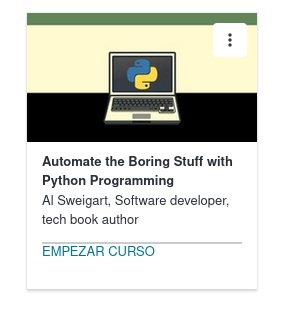 Automate the Boring Stuff with
Python Programming
Al Sweigart, Software developer,
tech book author
EMPEZAR CURSO